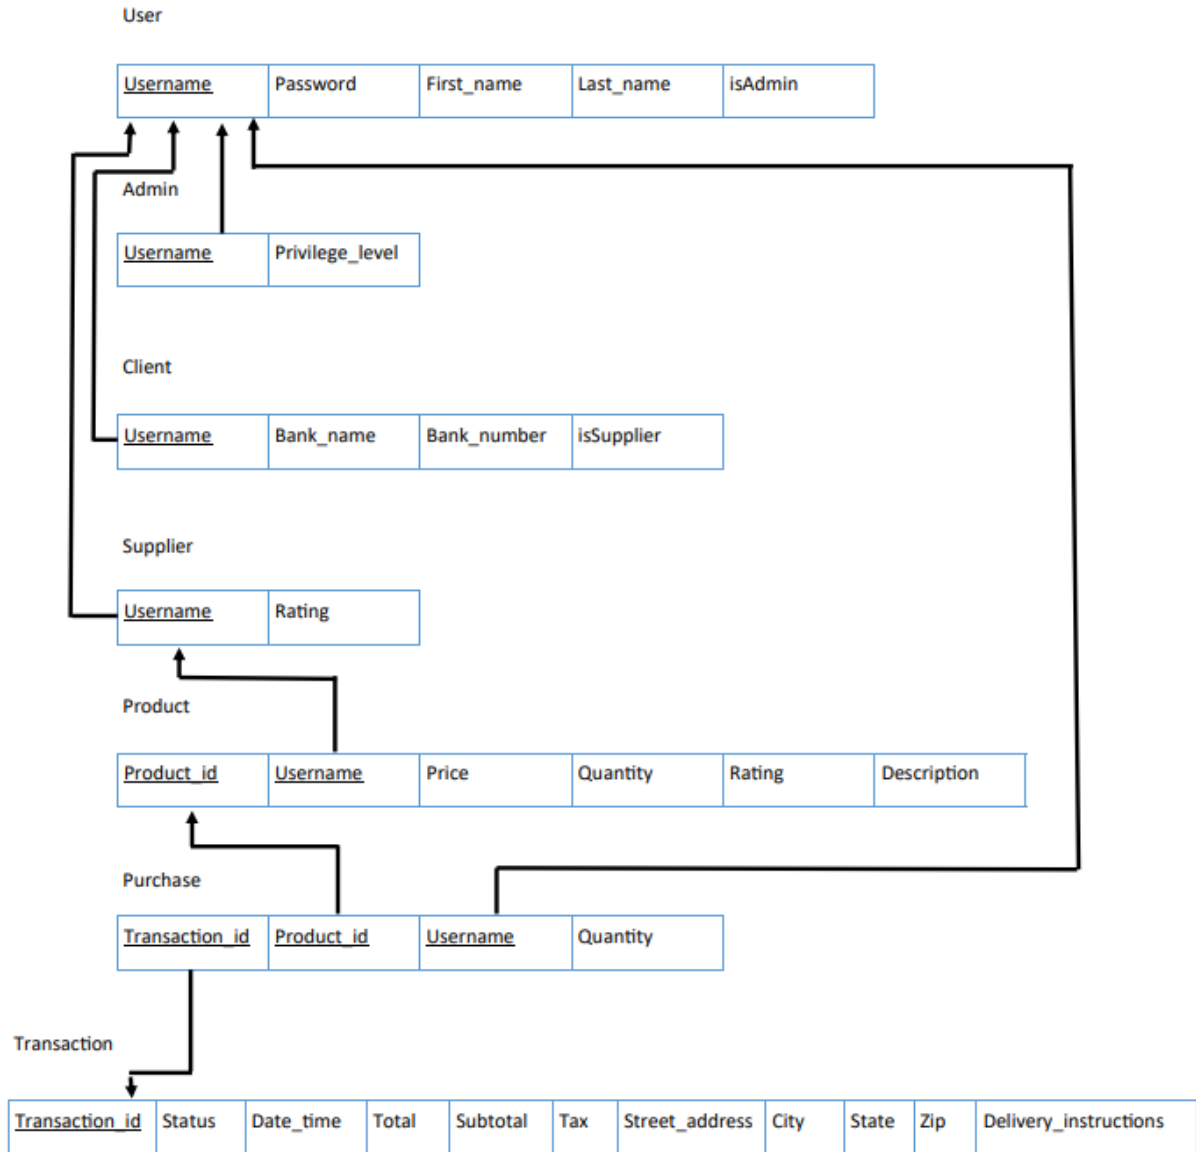 User
Username Password First_name Last_name isAdmin
Admin
Username Privilege_level
Client
Username Bank_name Bank_number isSupplier
Supplier
Username Rating
Product
Product_id Username Price Quantity Rating Description
Purchase
Transaction_id Product_id Username Quantity
Transaction
Transaction_id Status Date_time Total Subtotal Tax Street_address City State Zip Delivery_instructions